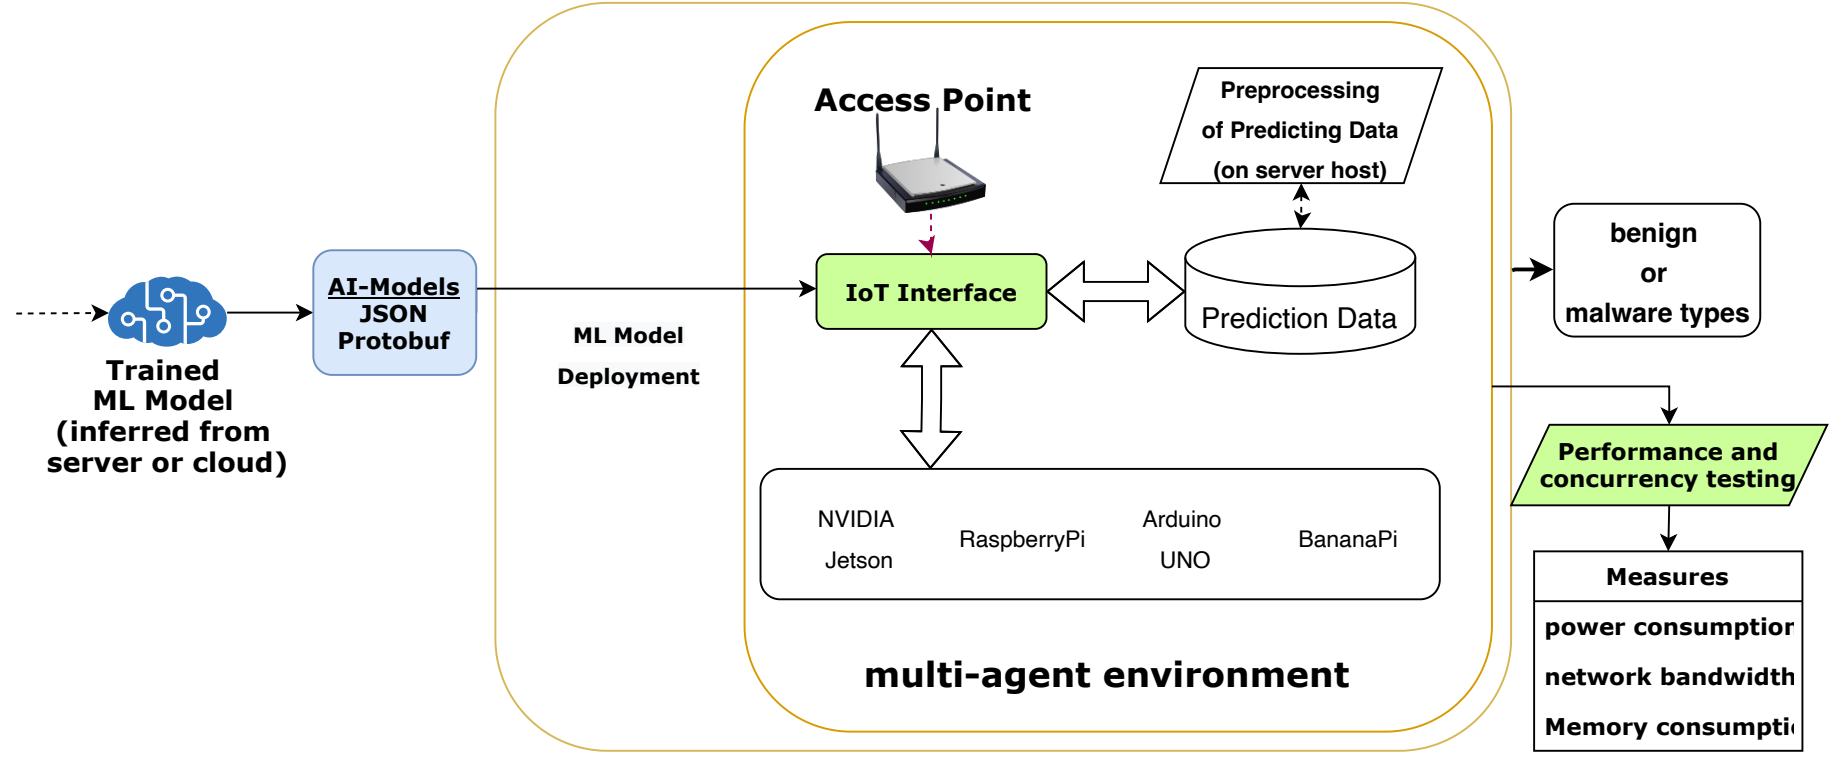 Trained
ML Model
(inferred from
server or cloud)
AI-Models
JSON
Protobuf
ML Model
Deployment
Access Point
IoT Interface
Preprocessing
of Predicting Data
(on server host)
Prediction Data
NVIDIA
Jetson
RaspberryPi
Arduino
UNO
BananaPi
multi-agent environment
benign
or
malware types
Performance and
concurrency testing
Measures
power consumption
network bandwidth
Memory consumptio